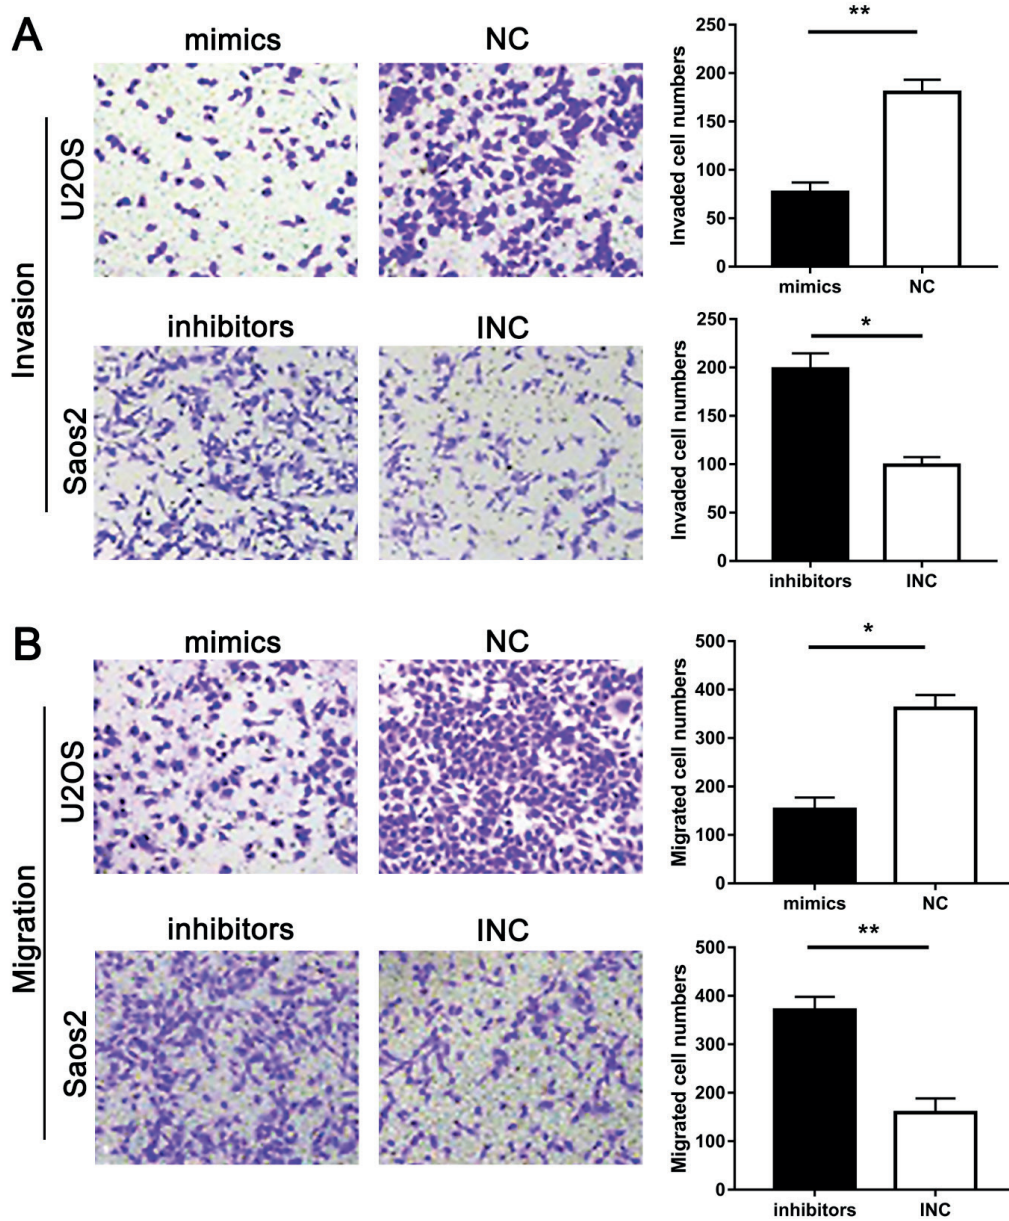 A
mimics
NC
U2OS
Invasion
inhibitors
INC
Saos2
**
250
200
150
100
50
0
Invaded cell numbers
mimics
NC
*
250
200
150
100
50
0
Invaded cell numbers
inhibitors
INC
B
mimics
NC
U2OS
Migration
inhibitors
INC
Saos2
*
500
400
300
200
100
0
Migrated cell numbers
mimics
NC
**
500
400
300
200
100
0
Migrated cell numbers
inhibitors
INC